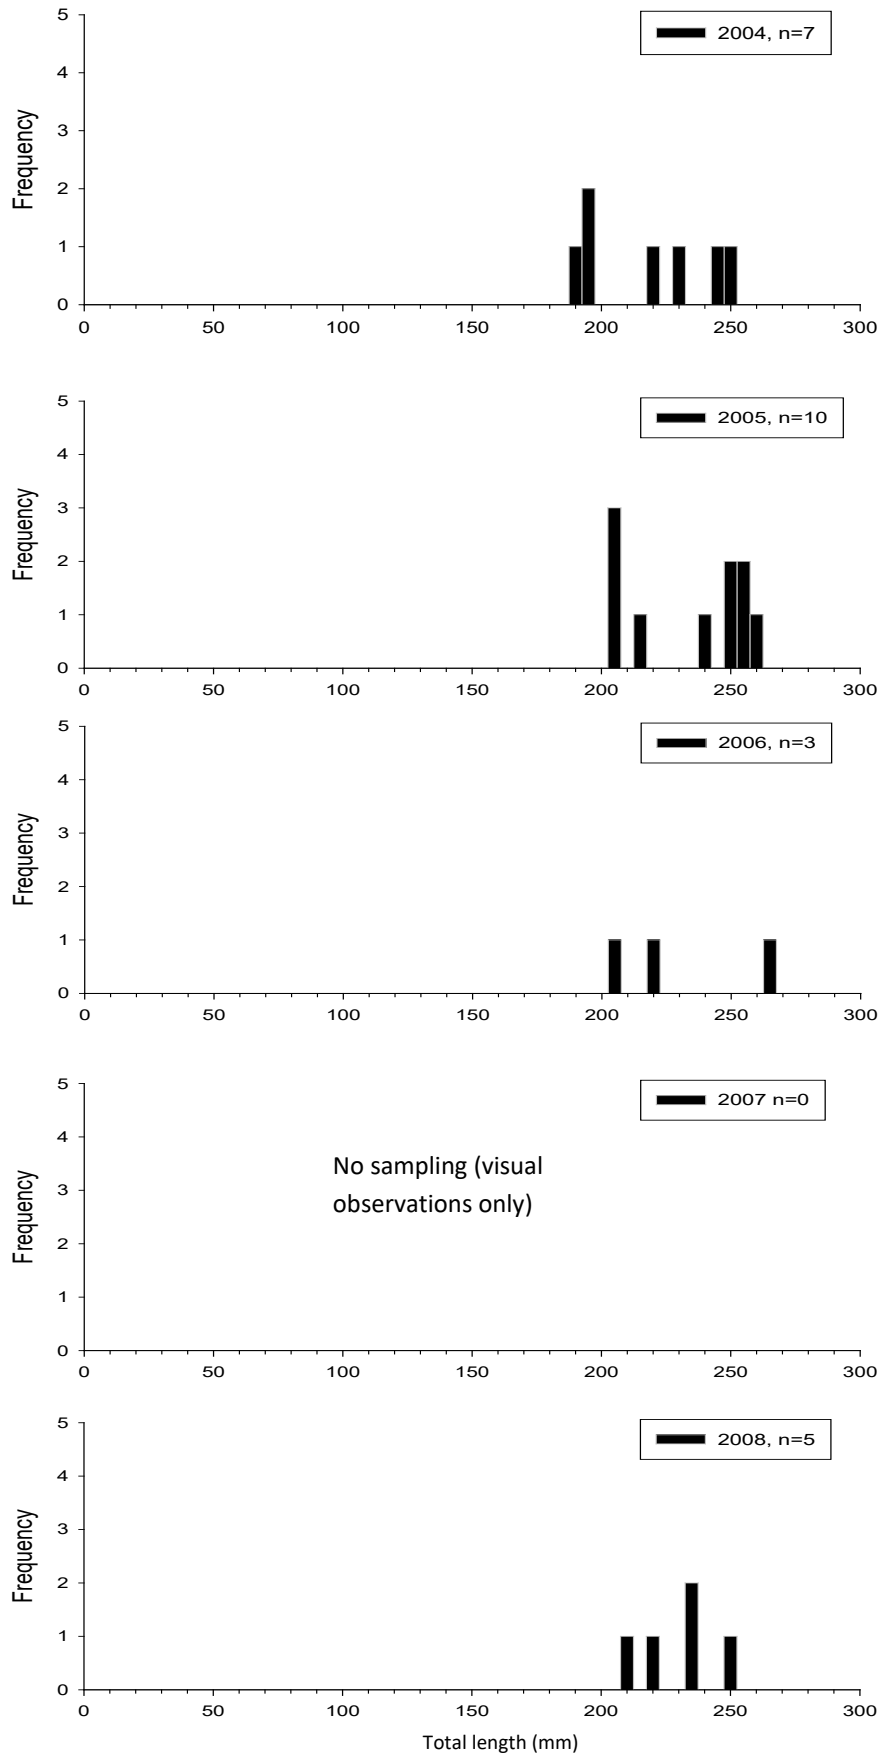 2004, n=7
5
4
3
2
1
0
Frequency
0 50 100 150 200 250 300
2005, n=10
5
4
3
2
1
0
Frequency
0 50 100 150 200 250 300
2006, n=3
5
4
3
2
1
0
Frequency
0 50 100 150 200 250 300
2007 n=0
5
4
3
2
1
0
Frequency
No sampling (visual
observations only)
0 50 100 150 200 250 300
2008, n=5
5
4
3
2
1
0
Frequency
0 50 100 150 200 250 300
Total length (mm)